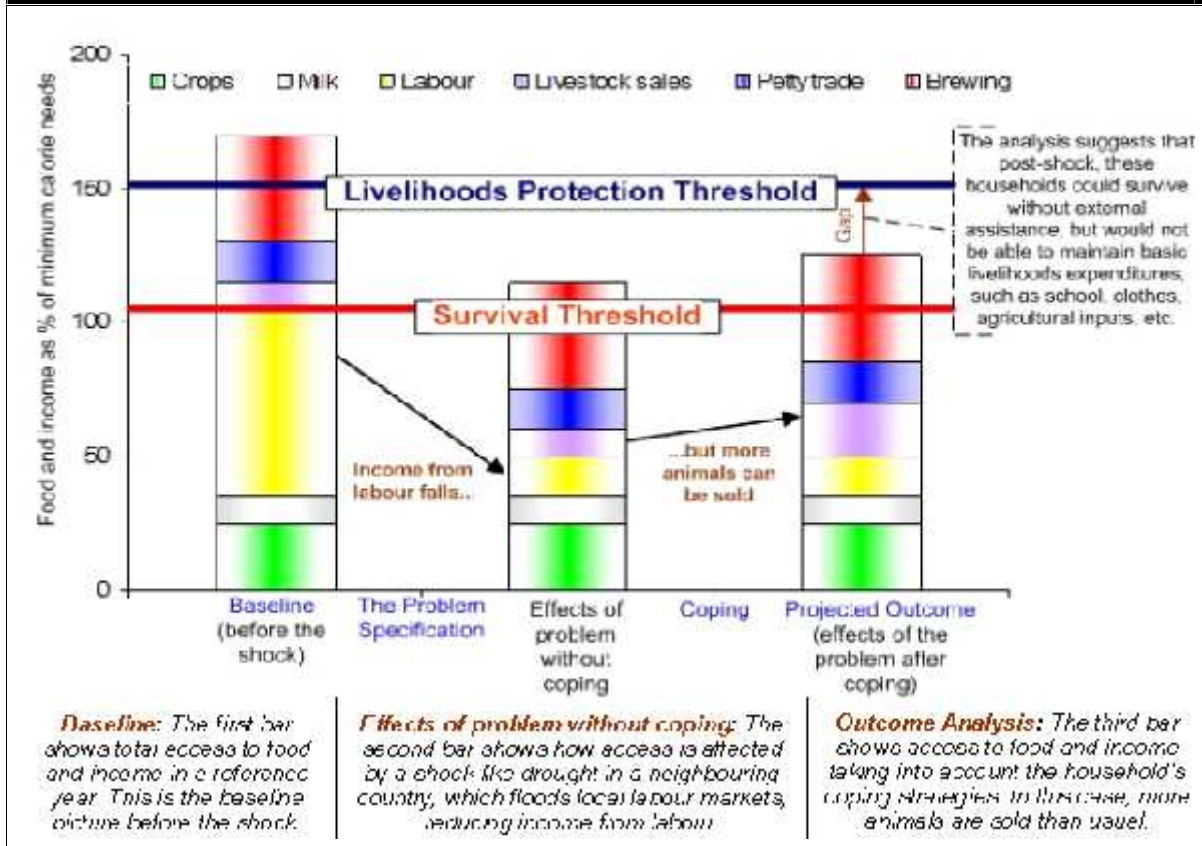 Food and income as % of minimum calorie needs
200
150
100
50
0
Crops Milk Labour Livestock sales Petty trade Brewing
Livelihoods Protection Threshold
Survival Threshold
Gap
The analysis suggests that
post-shock, these
households could survive
without external
assistance, but would not
be able to maintain basic
livelihoods expenditures,
such as school, clothes,
agricultural inputs, etc.
Income from
labour falls...
...but more
animals can
be sold
Baseline
(before the
shock)
The Problem
Specification
Effects of
problem
without
coping
Coping
Projected Outcome
(effects of the
problem after
coping)
Baseline: The first bar
shows total access to food
and income in a reference
year. This is the baseline
picture before the shock.
Effects of problem without coping: The
second bar shows how access is affected
by a shock like drought in a neighbouring
country, which floods local labour markets,
reducing income from labour.
Outcome Analysis: The third bar
shows access to food and income
taking into account the household's
coping strategies. In this case, more
animals are sold than usual.